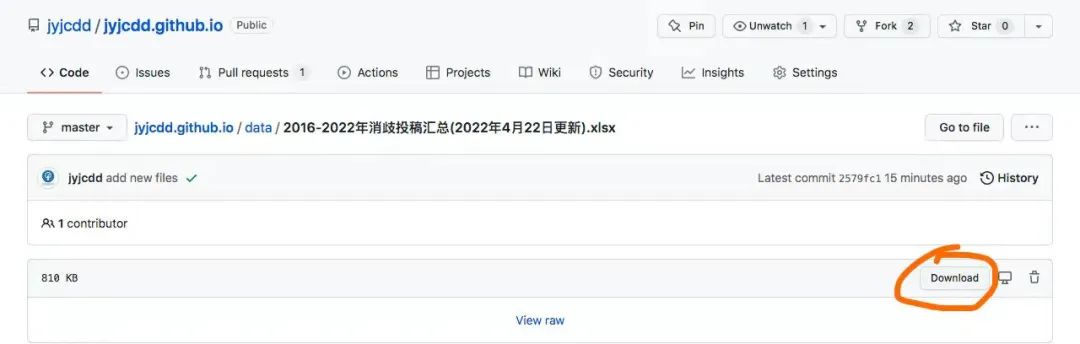 jyjcdd / jyjcdd.github.io Public Pin Unwatch 1 Fork 2 Star 0
Code Issues Pull requests 1 Actions Projects Wiki Security Insights Settings
master jyjcdd.github.io / data / 2016-2022年消歧投稿汇总(2022年4月22日更新).xlsx Go to file ...
jyjcdd add new files Latest commit 2579fc1 15 minutes ago History
1 contributor
810 KB Download
View raw